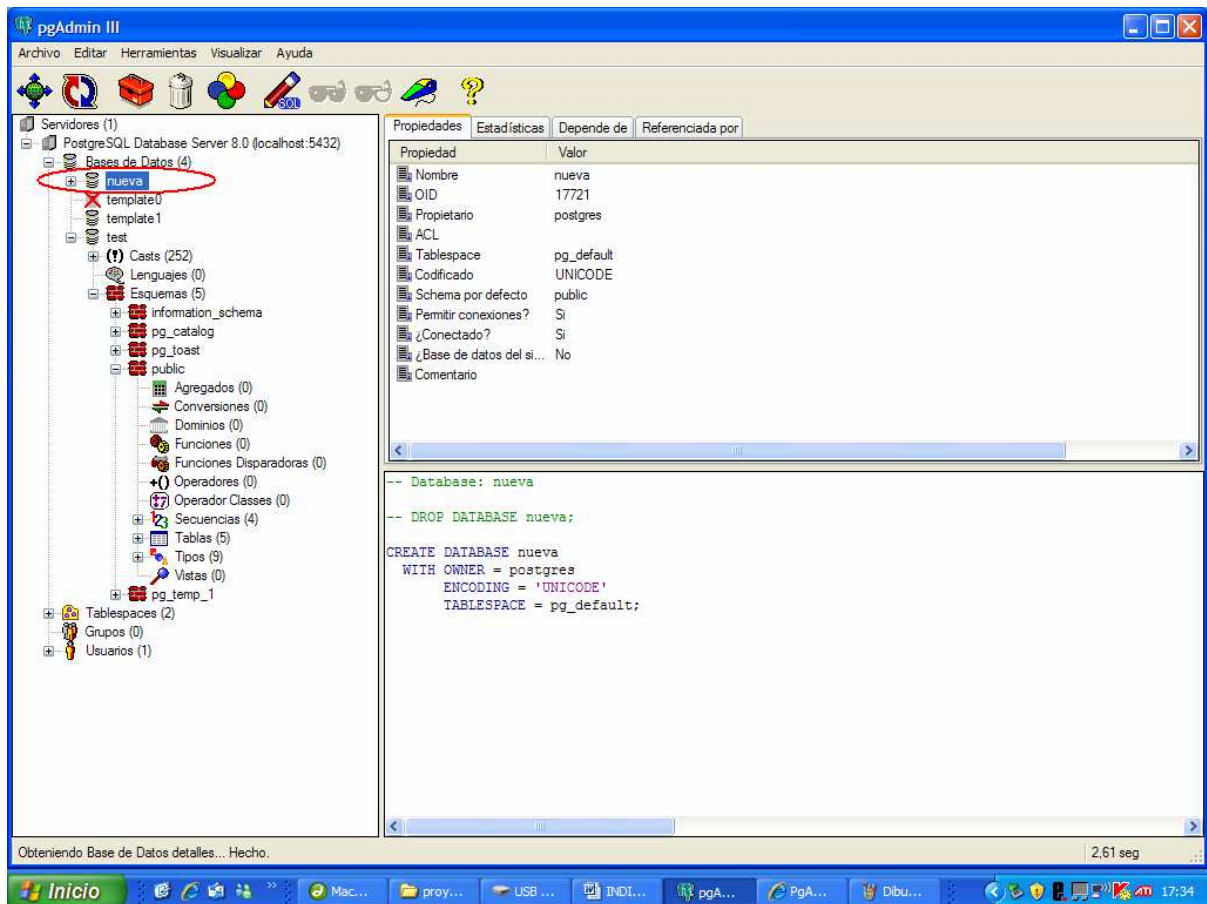 pgAdmin III
Archivo Editar Herramientas Visualizar Ayuda
SQL
Servidores (1)
PostgreSQL Database Server 8.0 (localhost:5432)
Bases de Datos (4)
nueva
template0
template1
test
(!) Casts (252)
Lenguajes (0)
Esquemas (5)
information_schema
pg_catalog
pg_toast
public
Agregados (0)
Conversiones (0)
Dominios (0)
Funciones (0)
Funciones Disparadoras (0)
+() Operadores (0)
Operador Classes (0)
123 Secuencias (4)
Tablas (5)
Tipos (9)
Vistas (0)
pg_temp_1
Tablespaces (2)
Grupos (0)
Usuarios (1)
Propiedades Estadísticas Depende de Referenciada por
Propiedad Valor
Nombre nueva
OID 17721
Propietario postgres
ACL
Tablespace pg_default
Codificado UNICODE
Schema por defecto public
Permitir conexiones? Si
¿Conectado? Si
¿Base de datos del si... No
Comentario
-- Database: nueva
-- DROP DATABASE nueva;
CREATE DATABASE nueva
WITH OWNER = postgres
ENCODING = 'UNICODE'
TABLESPACE = pg_default;
Obteniendo Base de Datos detalles... Hecho. 2,61 seg
Inicio Mac... proy... USB ... INDI... pgA... PgA... Dibu... 17:34